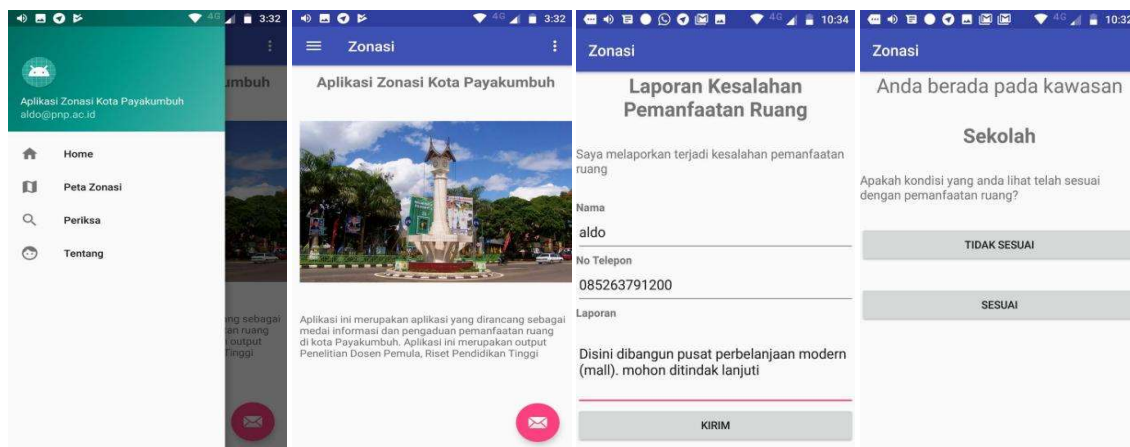 3:32
umbuh
Aplikasi Zonasi Kota Payakumbuh
aldo@pnp.ac.id
Home
Peta Zonasi
Periksa
Tentang
ng sebagai
an ruang
output
Tinggi
4G 3:32
Zonasi
Aplikasi Zonasi Kota Payakumbuh
Aplikasi ini merupakan aplikasi yang dirancang sebagai
medai informasi dan pengaduan pemanfaatan ruang
di kota Payakumbuh. Aplikasi ini merupakan output
Penelitian Dosen Pemula, Riset Pendidikan Tinggi
4G 10:34
Zonasi
Laporan Kesalahan
Pemanfaatan Ruang
Saya melaporkan terjadi kesalahan pemanfaatan
ruang
Nama
aldo
No Telepon
085263791200
Laporan
Disini dibangun pusat perbelanjaan modern
(mall). mohon ditindak lanjuti
KIRIM
4G 10:32
Zonasi
Anda berada pada kawasan
Sekolah
Apakah kondisi yang anda lihat telah sesuai
dengan pemanfaatan ruang?
TIDAK SESUAI
SESUAI